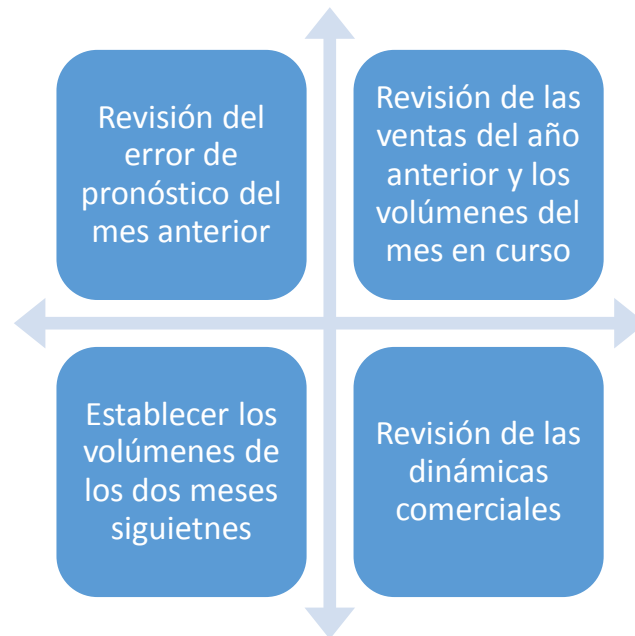 Revisión del
error de
pronóstico del
mes anterior
Revisión de las
ventas del año
anterior y los
volúmenes del
mes en curso
Establecer los
volúmenes de
los dos meses
siguietnes
Revisión de las
dinámicas
comerciales